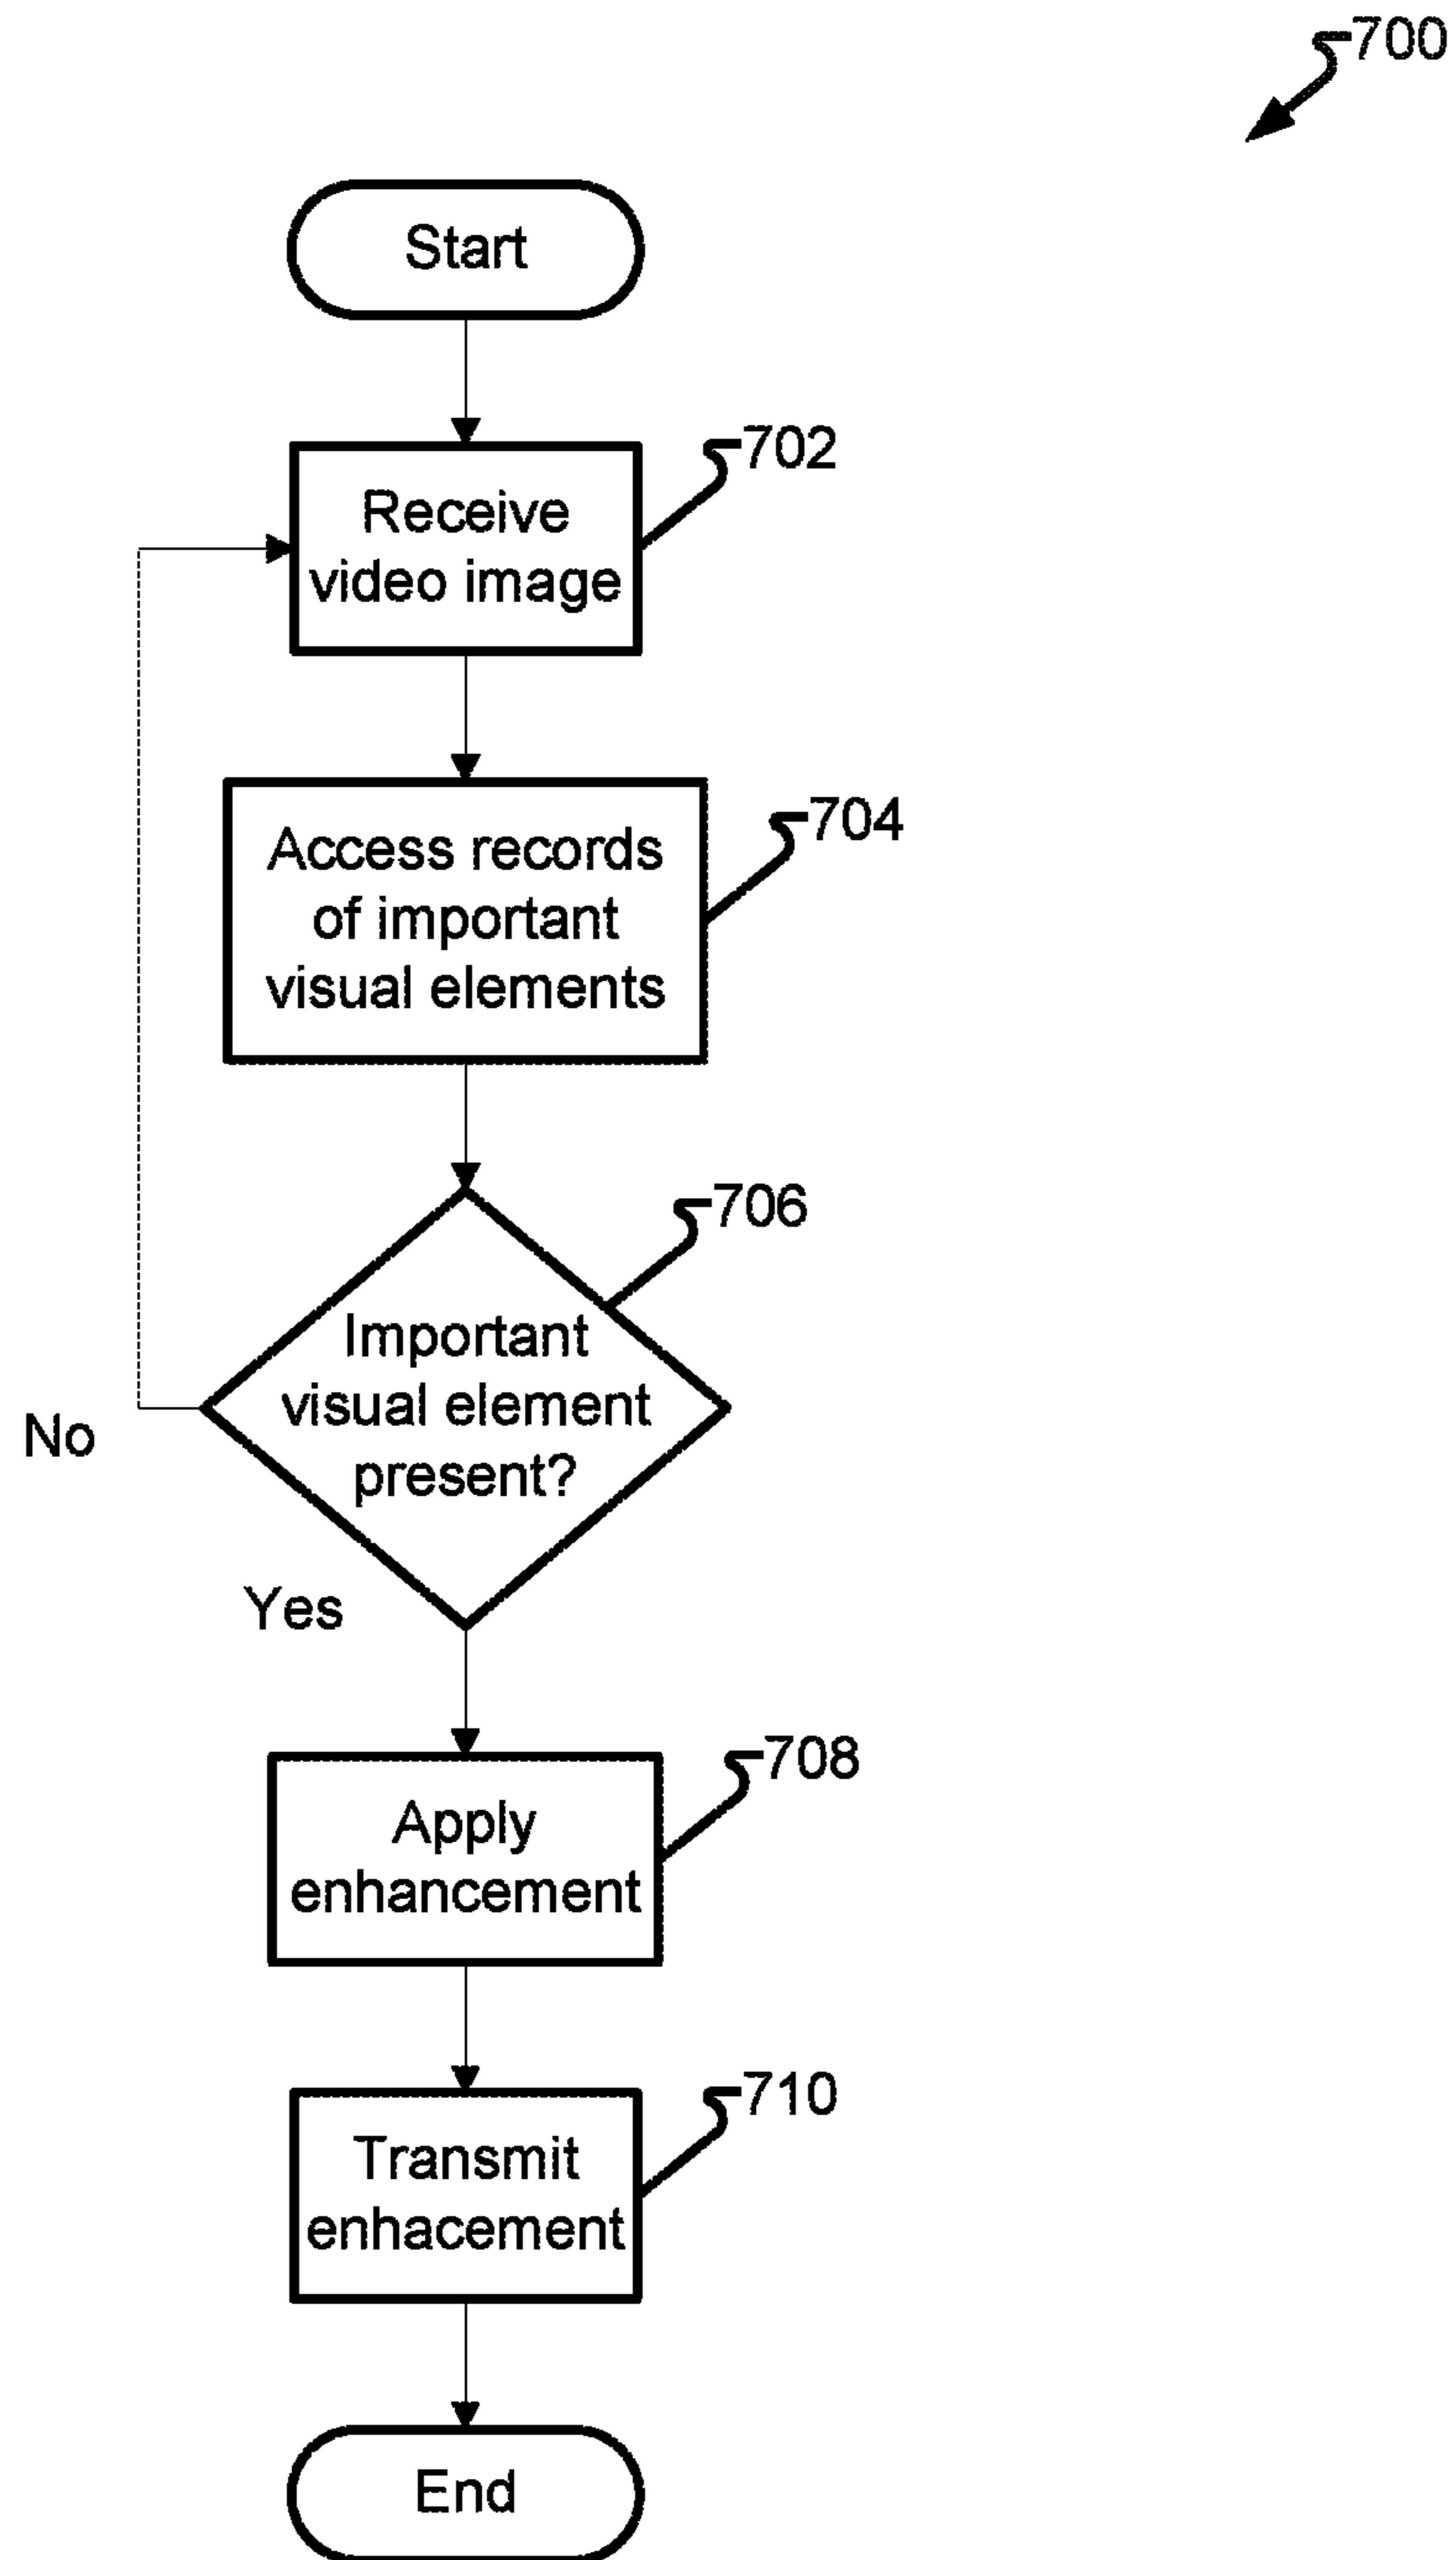 700
Start
702
Receive
video image
704
Access records
of important
visual elements
706
Important
visual element
present?
No
Yes
708
Apply
enhancement
710
Transmit
enhacement
End